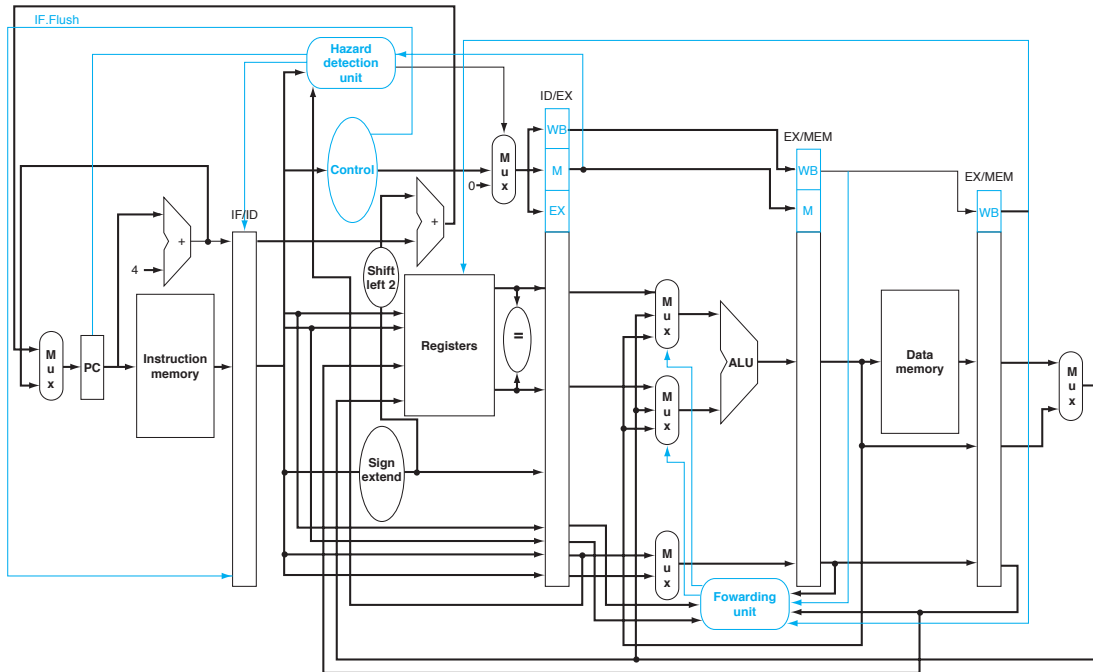 IF.Flush
Hazard
detection
unit
ID/EX
WB
EX/MEM
Control
M
u
x
M
WB
EX/MEM
0
EX
M
WB
IF/ID
+
+
4
Shift
left 2
M
u
x
PC
Instruction
memory
Registers
=
M
u
x
ALU
Data
memory
M
u
x
M
u
x
Sign
extend
M
u
x
Fowarding
unit